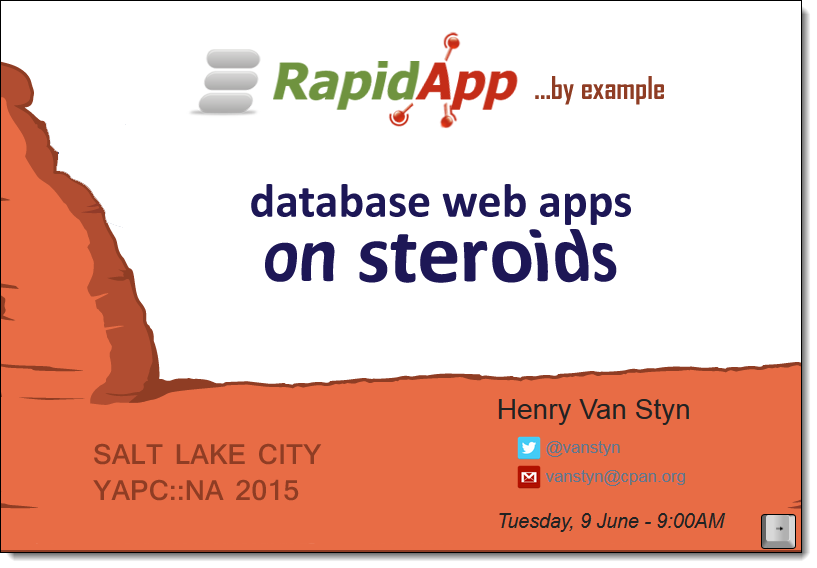 RapidApp ...by example
database web apps
on steroids
Henry Van Styn
@vanstyn
vanstyn@cpan.org
SALT LAKE CITY
YAPC::NA 2015
Tuesday, 9 June - 9:00AM